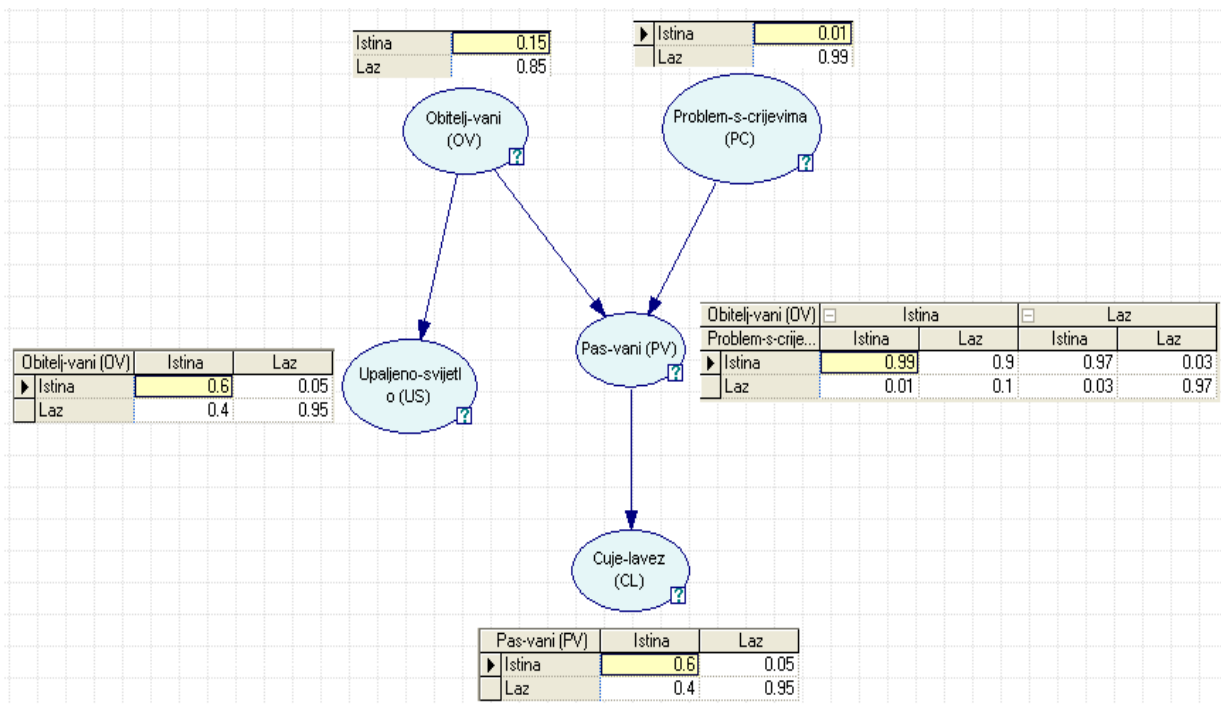 Istina 0.15
Laz 0.85
Istina 0.01
Laz 0.99
Obitelj-vani
(OV)
?
Problem-s-crijevima
(PC)
?
Obitelj-vani (OV) Istina Laz
Problem-s-crije... Istina Laz Istina Laz
Istina 0.99 0.9 0.97 0.03
Laz 0.01 0.1 0.03 0.97
Pas-vani (PV)
?
Obitelj-vani (OV) Istina Laz
Istina 0.6 0.05
Laz 0.4 0.95
Upaljeno-svijetl
o (US)
?
Cuje-lavez
(CL)
?
Pas-vani (PV) Istina Laz
Istina 0.6 0.05
Laz 0.4 0.95